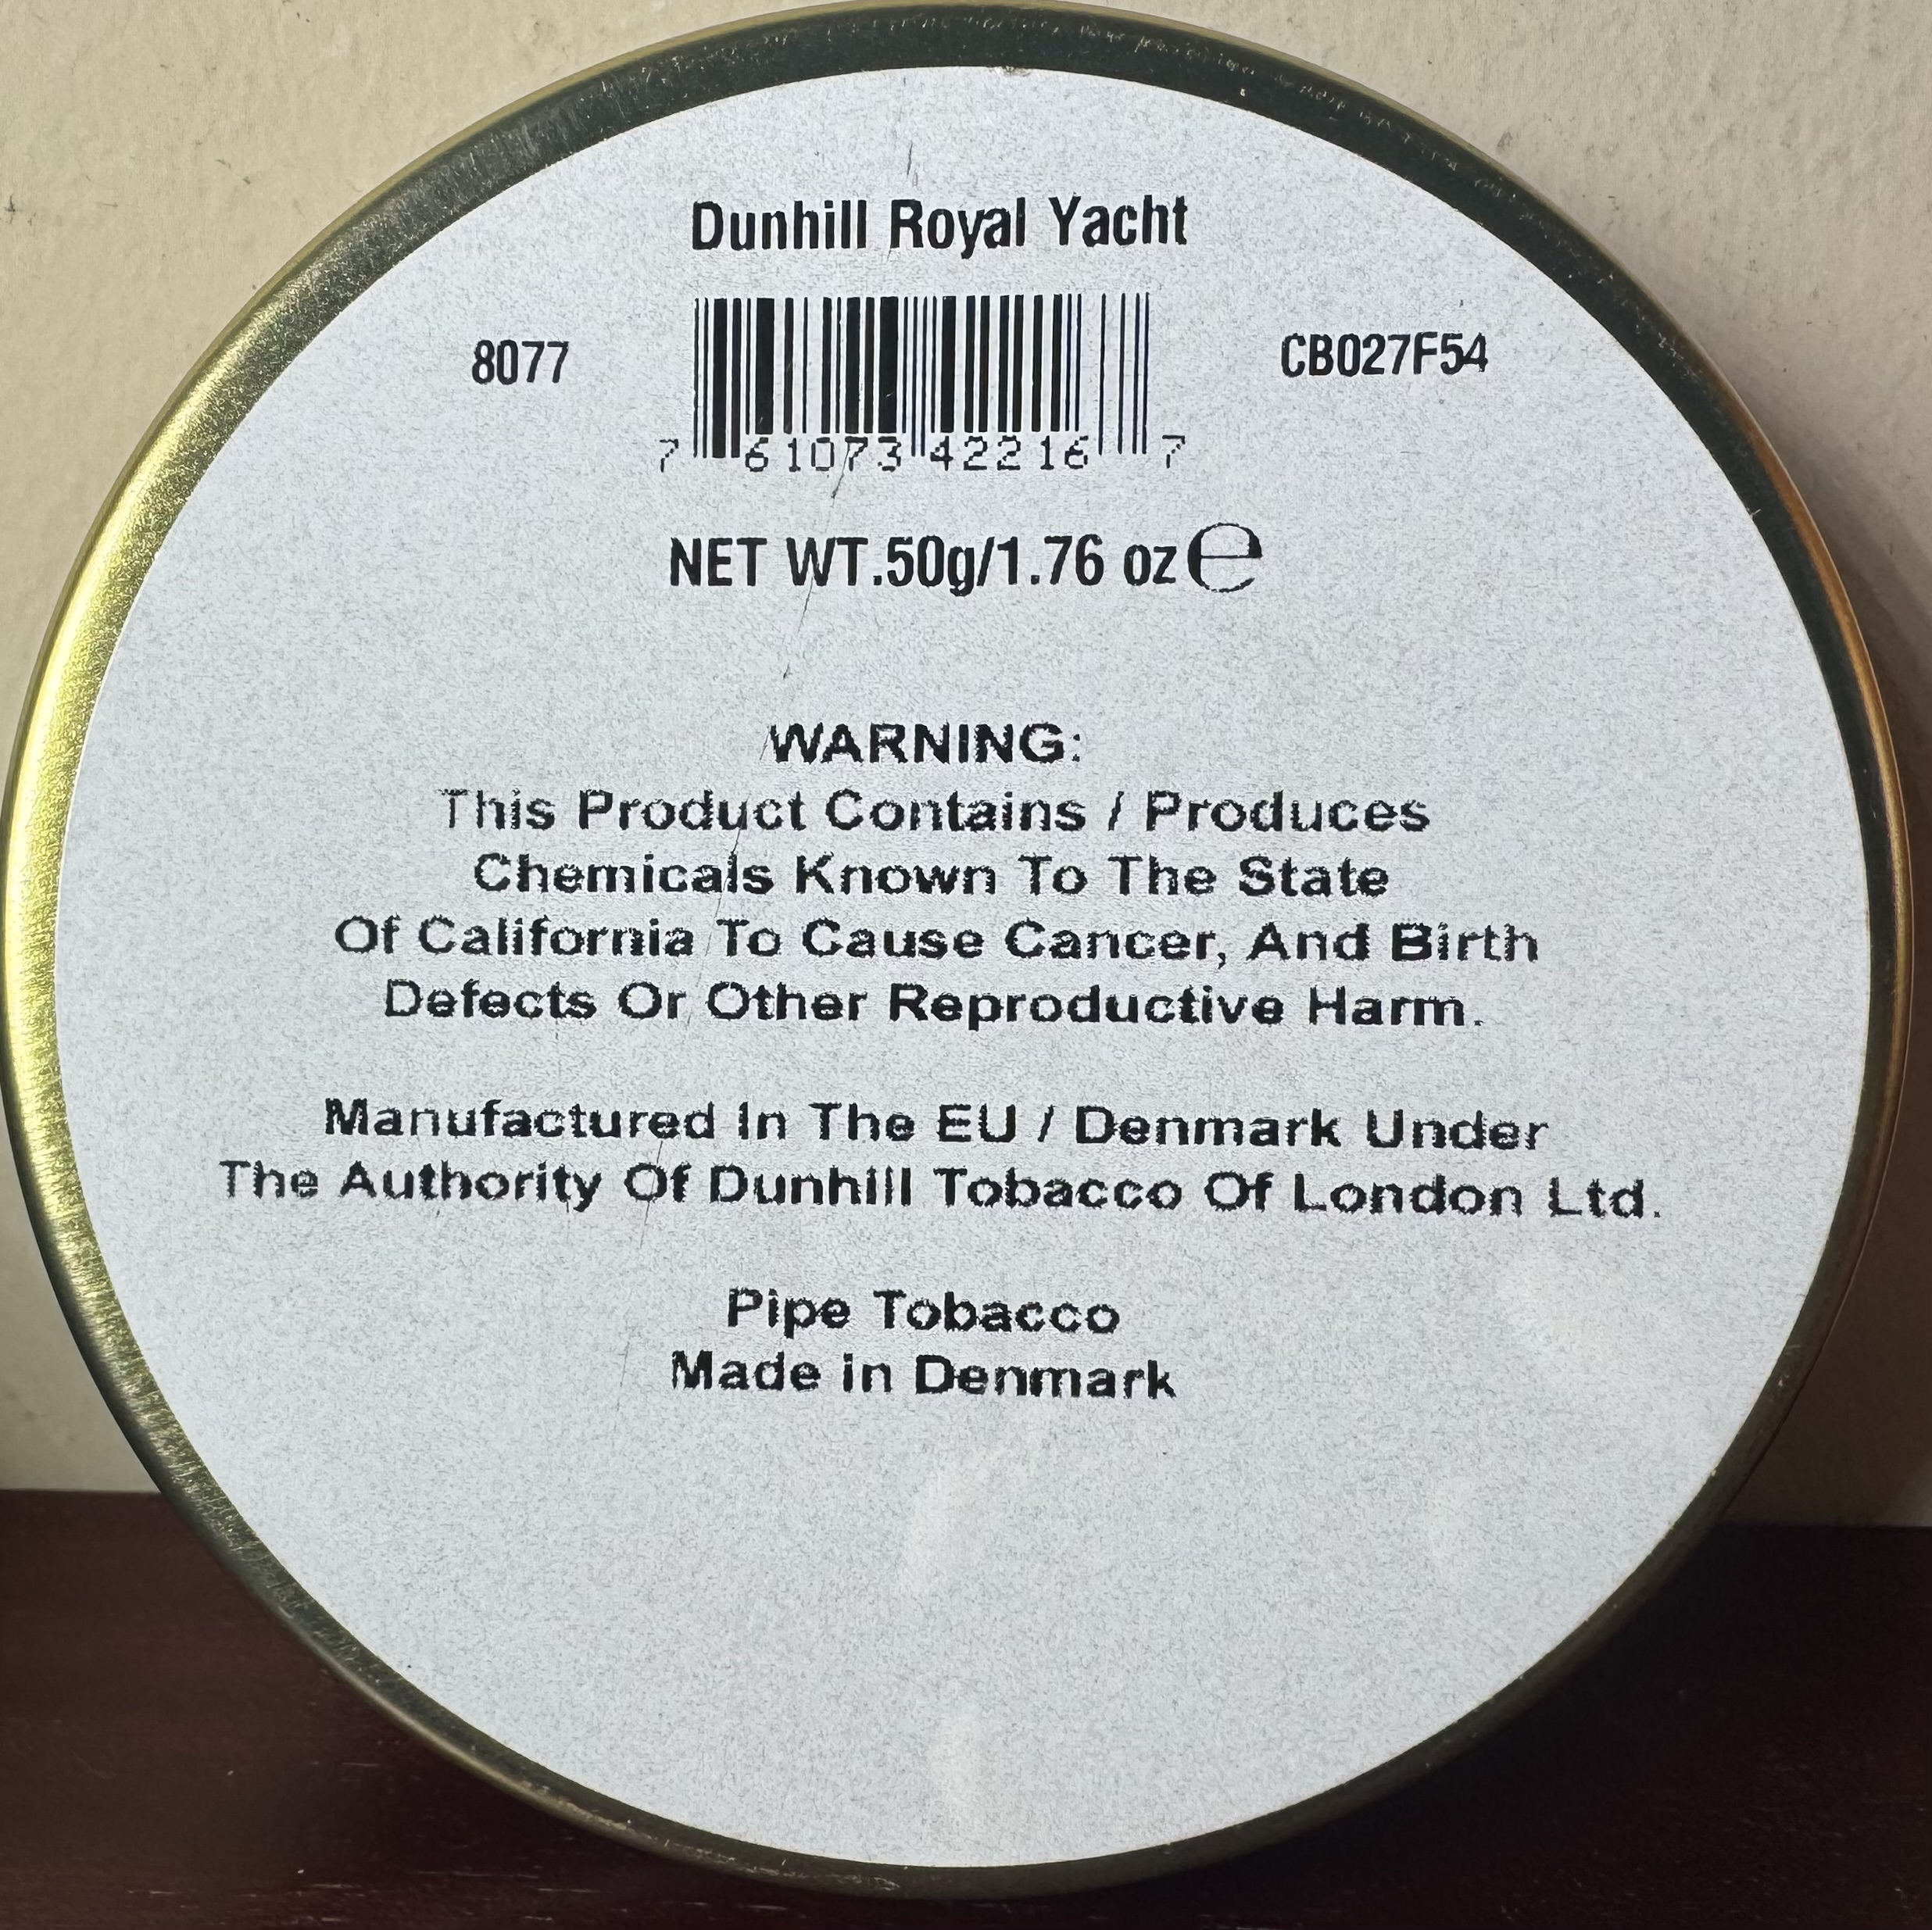 Dunhill Royal Yacht
8077
CB027F54
7 61073 42216 7
NET WT.50g/1.76 oz ℮
WARNING:
This Product Contains / Produces
Chemicals Known To The State
Of California To Cause Cancer, And Birth
Defects Or Other Reproductive Harm.
Manufactured In The EU / Denmark Under
The Authority Of Dunhill Tobacco Of London Ltd.
Pipe Tobacco
Made in Denmark